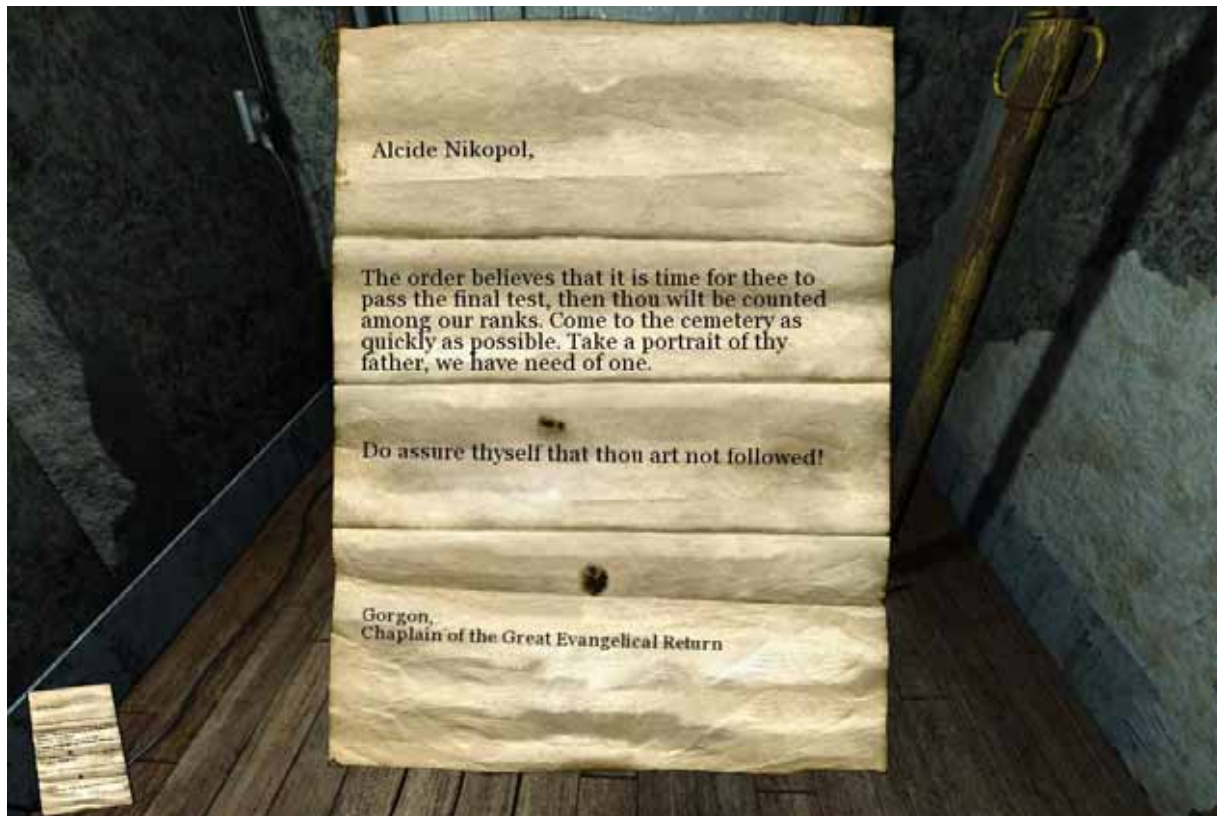 Alcide Nikopol,
The order believes that it is time for thee to
pass the final test, then thou wilt be counted
among our ranks. Come to the cemetery as
quickly as possible. Take a portrait of thy
father, we have need of one.
Do assure thyself that thou art not followed!
Gorgon,
Chaplain of the Great Evangelical Return